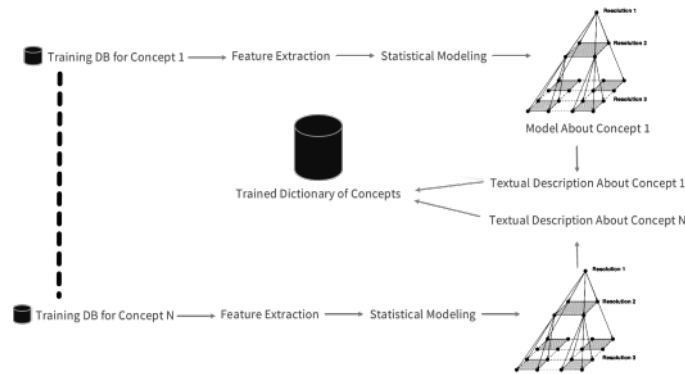 Resolution 1
Resolution 2
Training DB for Concept 1
Feature Extraction
Statistical Modeling
Resolution 3
Model About Concept 1
Textual Description About Concept 1
Trained Dictionary of Concepts
Textual Description About Concept N
Resolution 1
Resolution 2
Training DB for Concept N
Feature Extraction
Statistical Modeling
Resolution 3